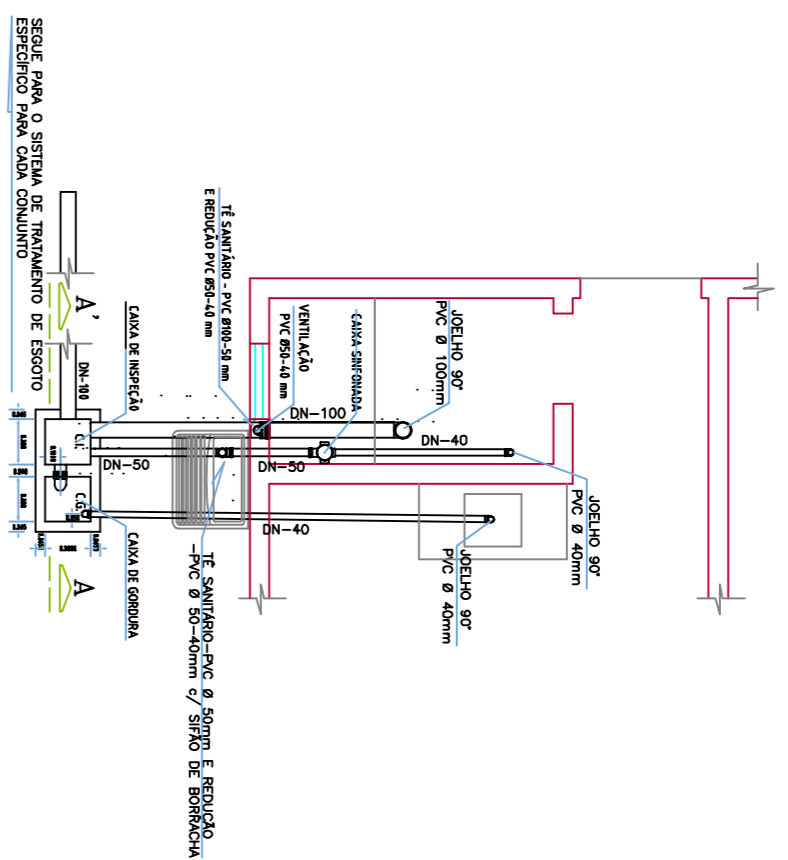 SEGUE PARA O SISTEMA DE TRATAMENTO DE ESGOTO
ESPECÍFICO PARA CADA CONJUNTO
A'
DN-100
CAIXA DE INSPEÇÃO
C.I.
DN-50
C.G.
CAIXA DE GORDURA
A
TÊ SANITÁRIO - PVC Ø100-50 mm
E REDUÇÃO PVC Ø50-40 mm
VENTILAÇÃO
PVC Ø50-40 mm
CAIXA SINFONADA
JOELHO 90°
PVC Ø 100mm
DN-100
DN-40
DN-50
DN-40
JOELHO 90°
PVC Ø 40mm
JOELHO 90°
PVC Ø 40mm
TÊ SANITÁRIO-PVC Ø 50mm E REDUÇÃO
-PVC Ø 50-40mm c/ SIFÃO DE BORRACHA